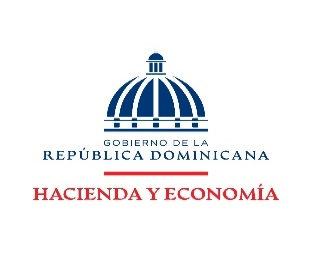 GOBIERNO DE LA
REPÚBLICA DOMINICANA
HACIENDA Y ECONOMÍA